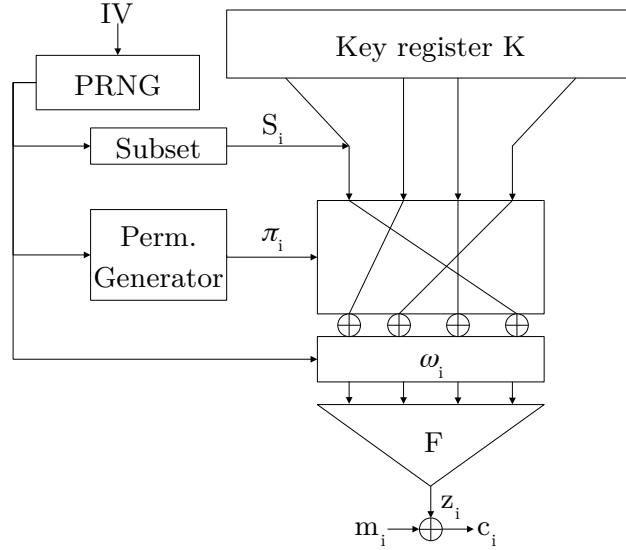 IV
Key register K
PRNG
S_i
Subset
Perm.
Generator
π_i
ω_i
F
z_i
m_i
c_i